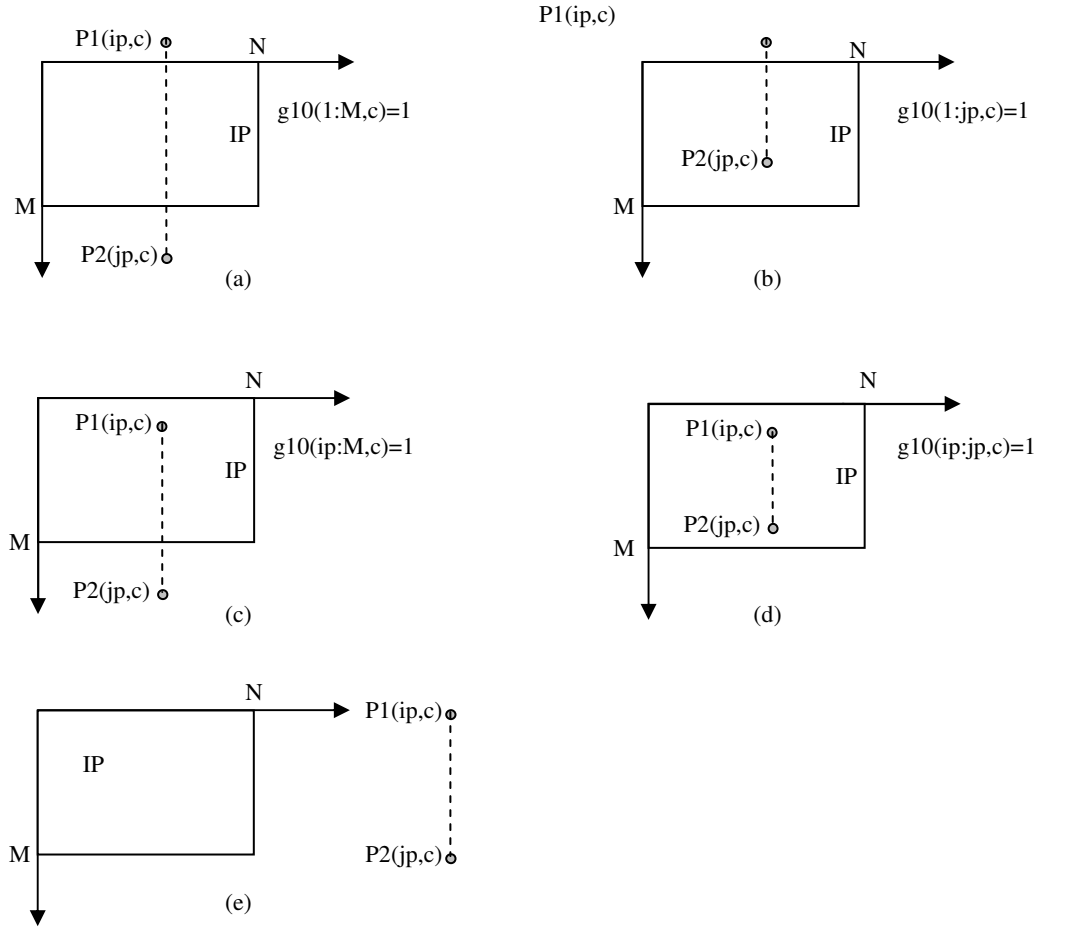 P1(ip,c)
N
g10(1:M,c)=1
IP
M
P2(jp,c)
(a)
P1(ip,c)
N
g10(1:jp,c)=1
IP
P2(jp,c)
M
(b)
N
P1(ip,c)
g10(ip:M,c)=1
IP
M
P2(jp,c)
(c)
N
P1(ip,c)
g10(ip:jp,c)=1
IP
P2(jp,c)
M
(d)
N
P1(ip,c)
IP
M
P2(jp,c)
(e)